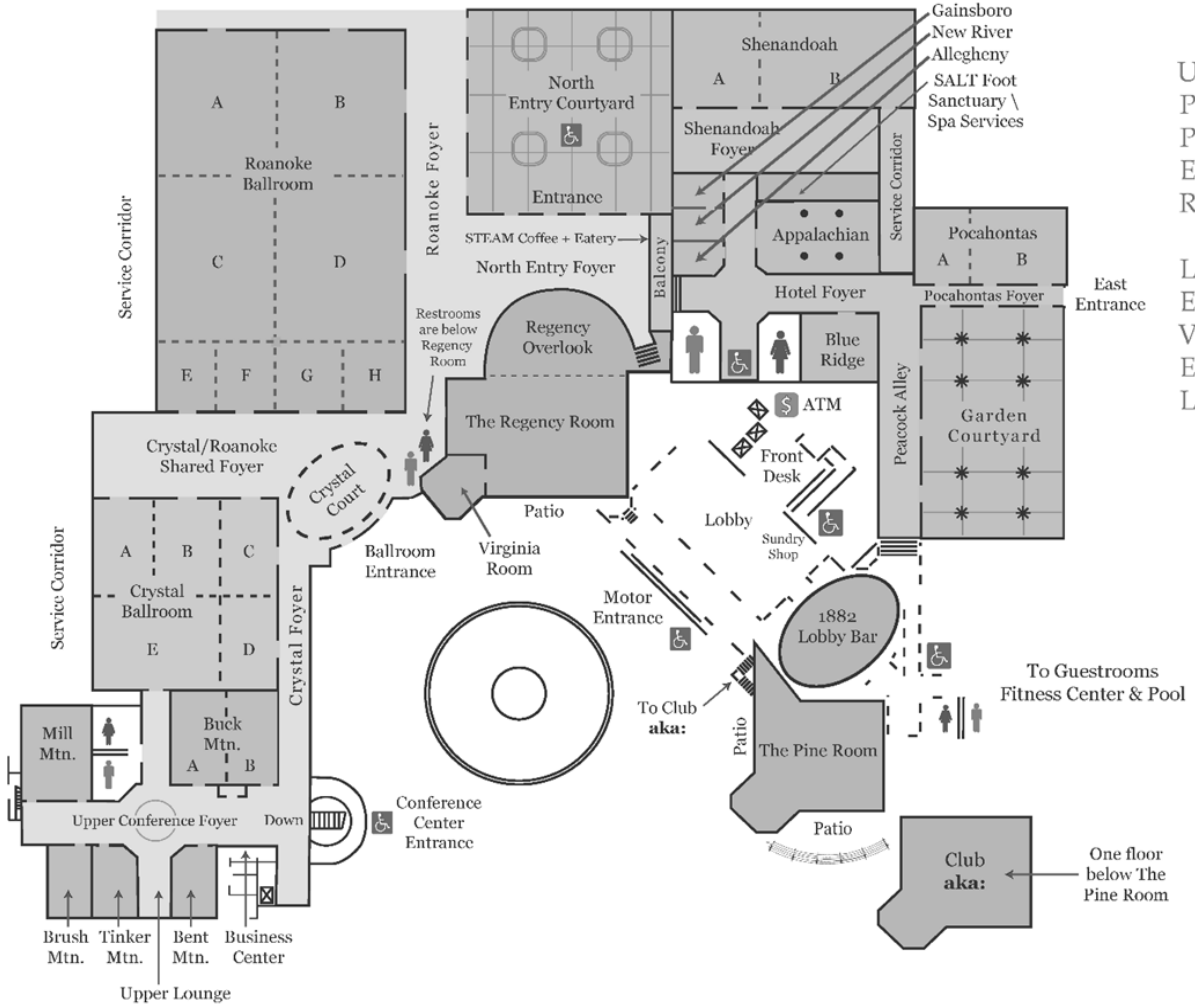 Gainsboro
New River
Allegheny
SALT Foot
Sanctuary \
Spa Services
UPPER LEVEL
Shenandoah
A
B
North
Entry Courtyard
Entrance
A
B
Roanoke
Ballroom
C
D
E
F
G
H
Service Corridor
Roanoke Foyer
Shenandoah
Foyer
Service Corridor
STEAM Coffee + Eatery
North Entry Foyer
Balcony
Appalachian
Pocahontas
A
B
Hotel Foyer
Pocahontas Foyer
East
Entrance
Restrooms
are below
Regency
Room
Regency
Overlook
The Regency Room
Blue
Ridge
Peacock Alley
Garden
Courtyard
$ ATM
Front
Desk
Lobby
Sundry
Shop
Crystal/Roanoke
Shared Foyer
Crystal
Court
Patio
Virginia
Room
Ballroom
Entrance
Service Corridor
A
B
C
Crystal
Ballroom
E
D
Crystal Foyer
Motor
Entrance
1882
Lobby Bar
To Guestrooms
Fitness Center & Pool
To Club
aka:
Patio
The Pine Room
Patio
Mill
Mtn.
Buck
Mtn.
A
B
Upper Conference Foyer
Down
Conference
Center
Entrance
Club
aka:
One floor
below The
Pine Room
Brush
Mtn.
Tinker
Mtn.
Bent
Mtn.
Business
Center
Upper Lounge